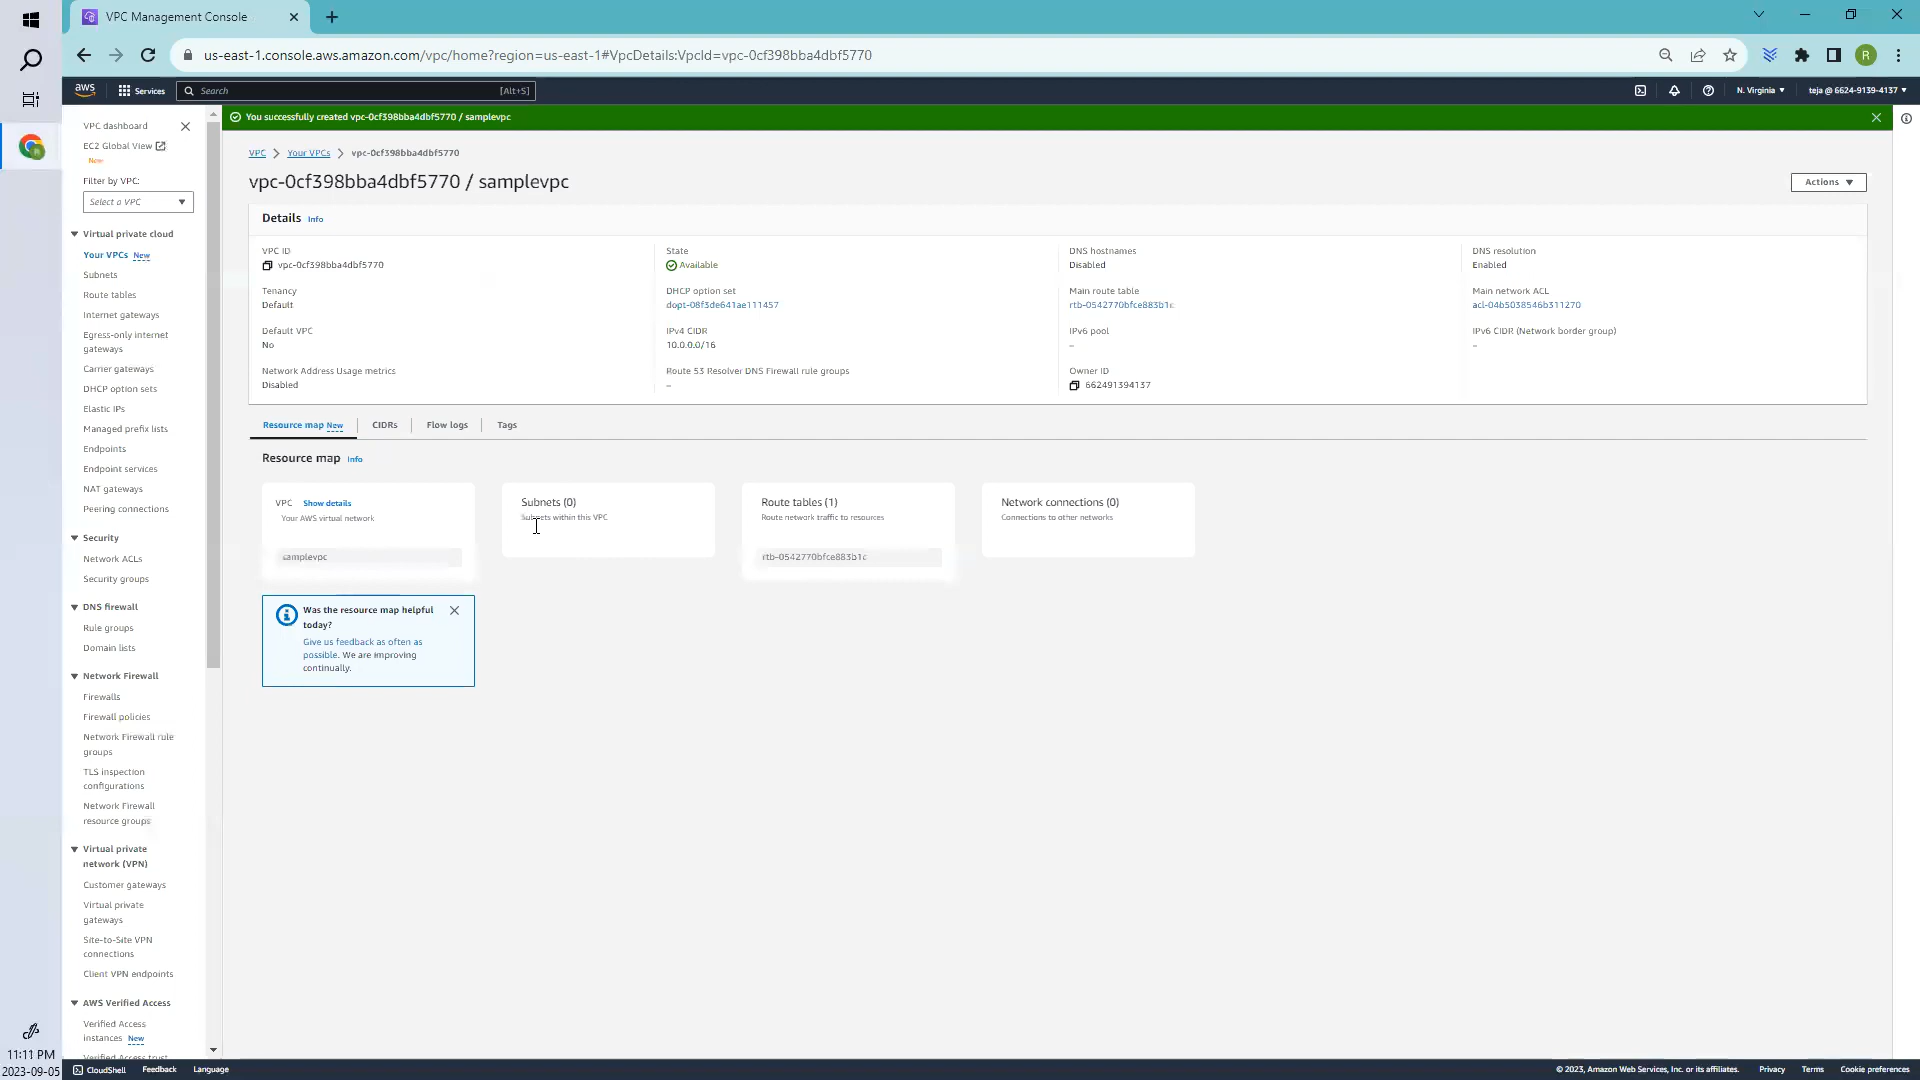 VPC Management Console
us-east-1.console.aws.amazon.com/vpc/home?region=us-east-1#VpcDetails:VpcId=vpc-0cf398bba4dbf5770
R
aws
Services
Search
[Alt+S]
N. Virginia
teja @ 6624-9139-4137
You successfully created vpc-0cf398bba4dbf5770 / samplevpc
VPC dashboard
EC2 Global View
New
Filter by VPC:
Select a VPC
Virtual private cloud
Your VPCs New
Subnets
Route tables
Internet gateways
Egress-only internet
gateways
Carrier gateways
DHCP option sets
Elastic IPs
Managed prefix lists
Endpoints
Endpoint services
NAT gateways
Peering connections
Security
Network ACLs
Security groups
DNS firewall
Rule groups
Domain lists
Network Firewall
Firewalls
Firewall policies
Network Firewall rule
groups
TLS inspection
configurations
Network Firewall
resource groups
Virtual private
network (VPN)
Customer gateways
Virtual private
gateways
Site-to-Site VPN
connections
Client VPN endpoints
AWS Verified Access
Verified Access
instances New
Verified Access trust
VPC
Your VPCs
vpc-0cf398bba4dbf5770
vpc-0cf398bba4dbf5770 / samplevpc
Actions
Details Info
VPC ID
vpc-0cf398bba4dbf5770
State
Available
DNS hostnames
Disabled
DNS resolution
Enabled
Tenancy
Default
DHCP option set
dopt-08f3de641ae111457
Main route table
rtb-0542770bfce883b1c
Main network ACL
acl-04b5038546b311270
Default VPC
No
IPv4 CIDR
10.0.0.0/16
IPv6 pool
–
IPv6 CIDR (Network border group)
–
Network Address Usage metrics
Disabled
Route 53 Resolver DNS Firewall rule groups
–
Owner ID
662491394137
Resource map New
CIDRs
Flow logs
Tags
Resource map Info
VPC Show details
Your AWS virtual network
samplevpc
Subnets (0)
Subnets within this VPC
Route tables (1)
Route network traffic to resources
rtb-0542770bfce883b1c
Network connections (0)
Connections to other networks
Was the resource map helpful
today?
Give us feedback as often as
possible. We are improving
continually.
11:11 PM
2023-09-05
CloudShell
Feedback
Language
© 2023, Amazon Web Services, Inc. or its affiliates.
Privacy
Terms
Cookie preferences